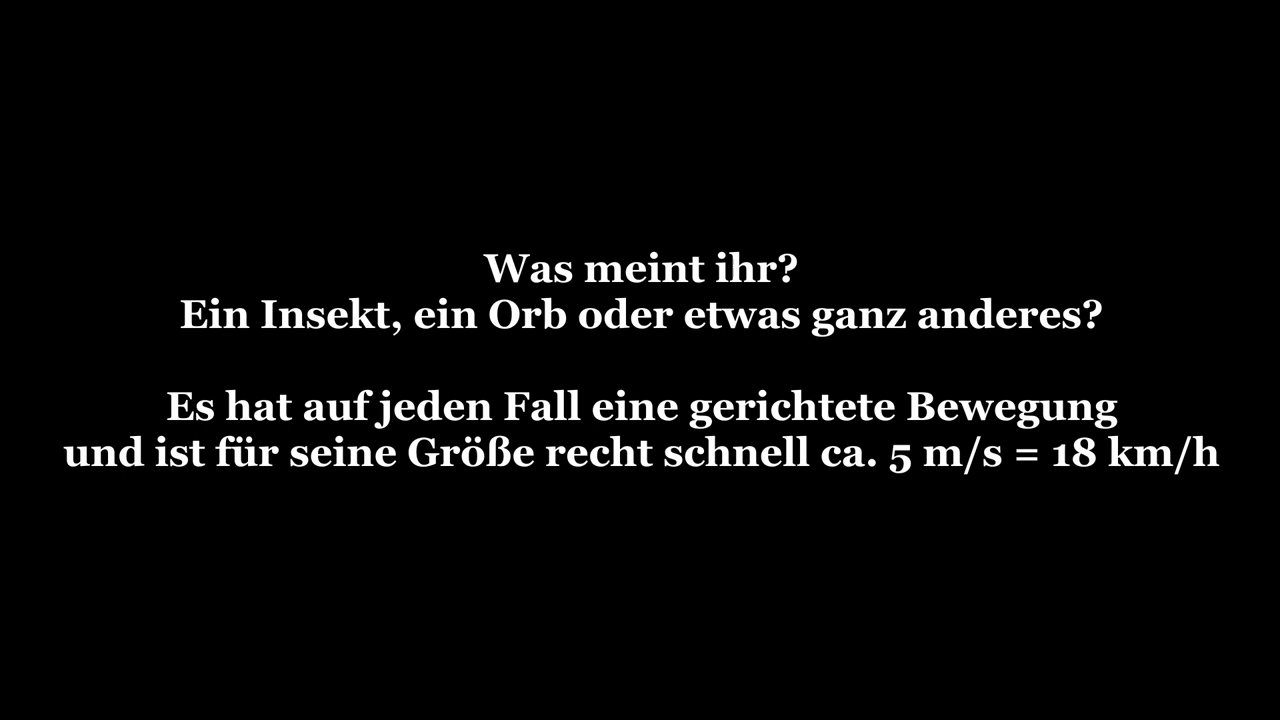 Was meint ihr?
Ein Insekt, ein Orb oder etwas ganz anderes?
Es hat auf jeden Fall eine gerichtete Bewegung
und ist für seine Größe recht schnell ca. 5 m/s = 18 km/h